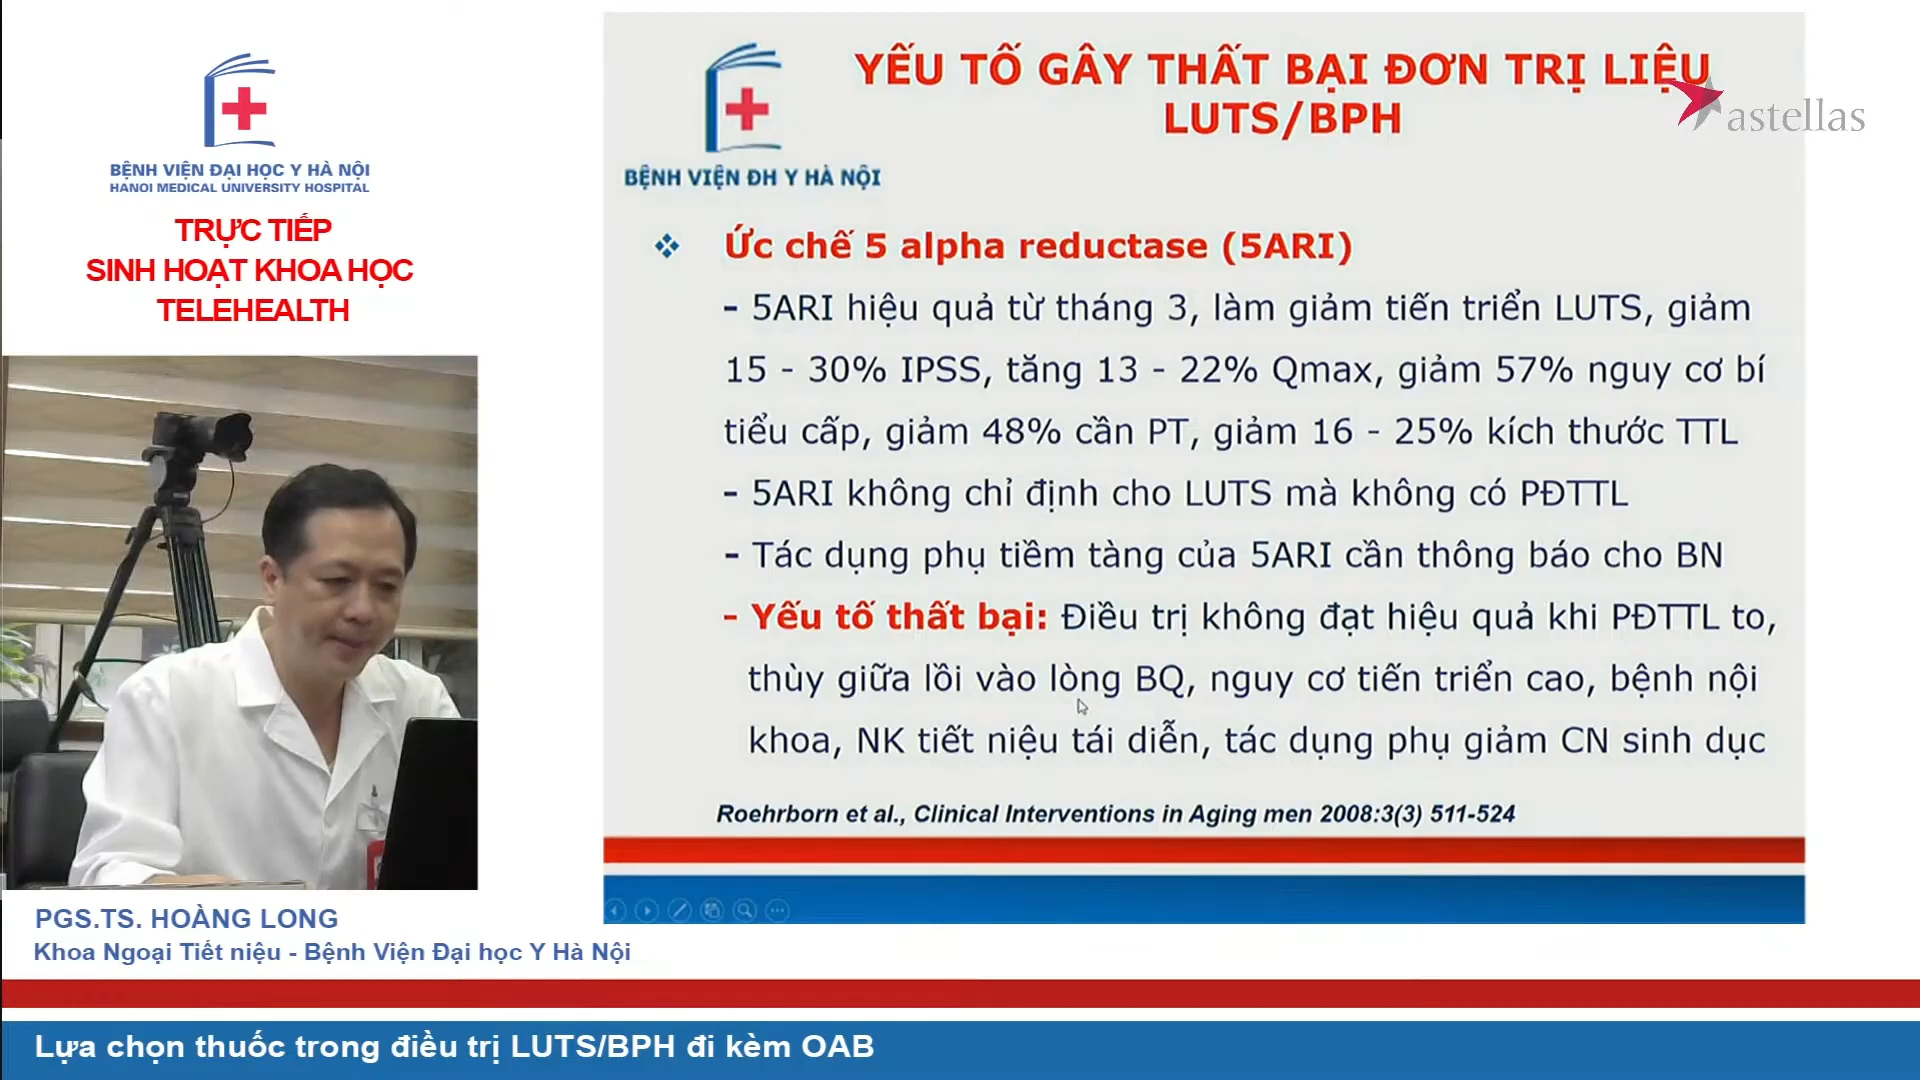 BỆNH VIỆN ĐẠI HỌC Y HÀ NỘI
HANOI MEDICAL UNIVERSITY HOSPITAL
TRỰC TIẾP
SINH HOẠT KHOA HỌC
TELEHEALTH
YẾU TỐ GÂY THẤT BẠI ĐƠN TRỊ LIỆU
LUTS/BPH
astellas
BỆNH VIỆN ĐH Y HÀ NỘI
Ức chế 5 alpha reductase (5ARI)
- 5ARI hiệu quả từ tháng 3, làm giảm tiến triển LUTS, giảm
15 - 30% IPSS, tăng 13 - 22% Qmax, giảm 57% nguy cơ bí
tiểu cấp, giảm 48% cần PT, giảm 16 - 25% kích thước TTL
- 5ARI không chỉ định cho LUTS mà không có PĐTTL
- Tác dụng phụ tiềm tàng của 5ARI cần thông báo cho BN
- Yếu tố thất bại: Điều trị không đạt hiệu quả khi PĐTTL to,
thùy giữa lồi vào lòng BQ, nguy cơ tiến triển cao, bệnh nội
khoa, NK tiết niệu tái diễn, tác dụng phụ giảm CN sinh dục
Roehrborn et al., Clinical Interventions in Aging men 2008:3(3) 511-524
PGS.TS. HOÀNG LONG
Khoa Ngoại Tiết niệu - Bệnh Viện Đại học Y Hà Nội
Lựa chọn thuốc trong điều trị LUTS/BPH đi kèm OAB